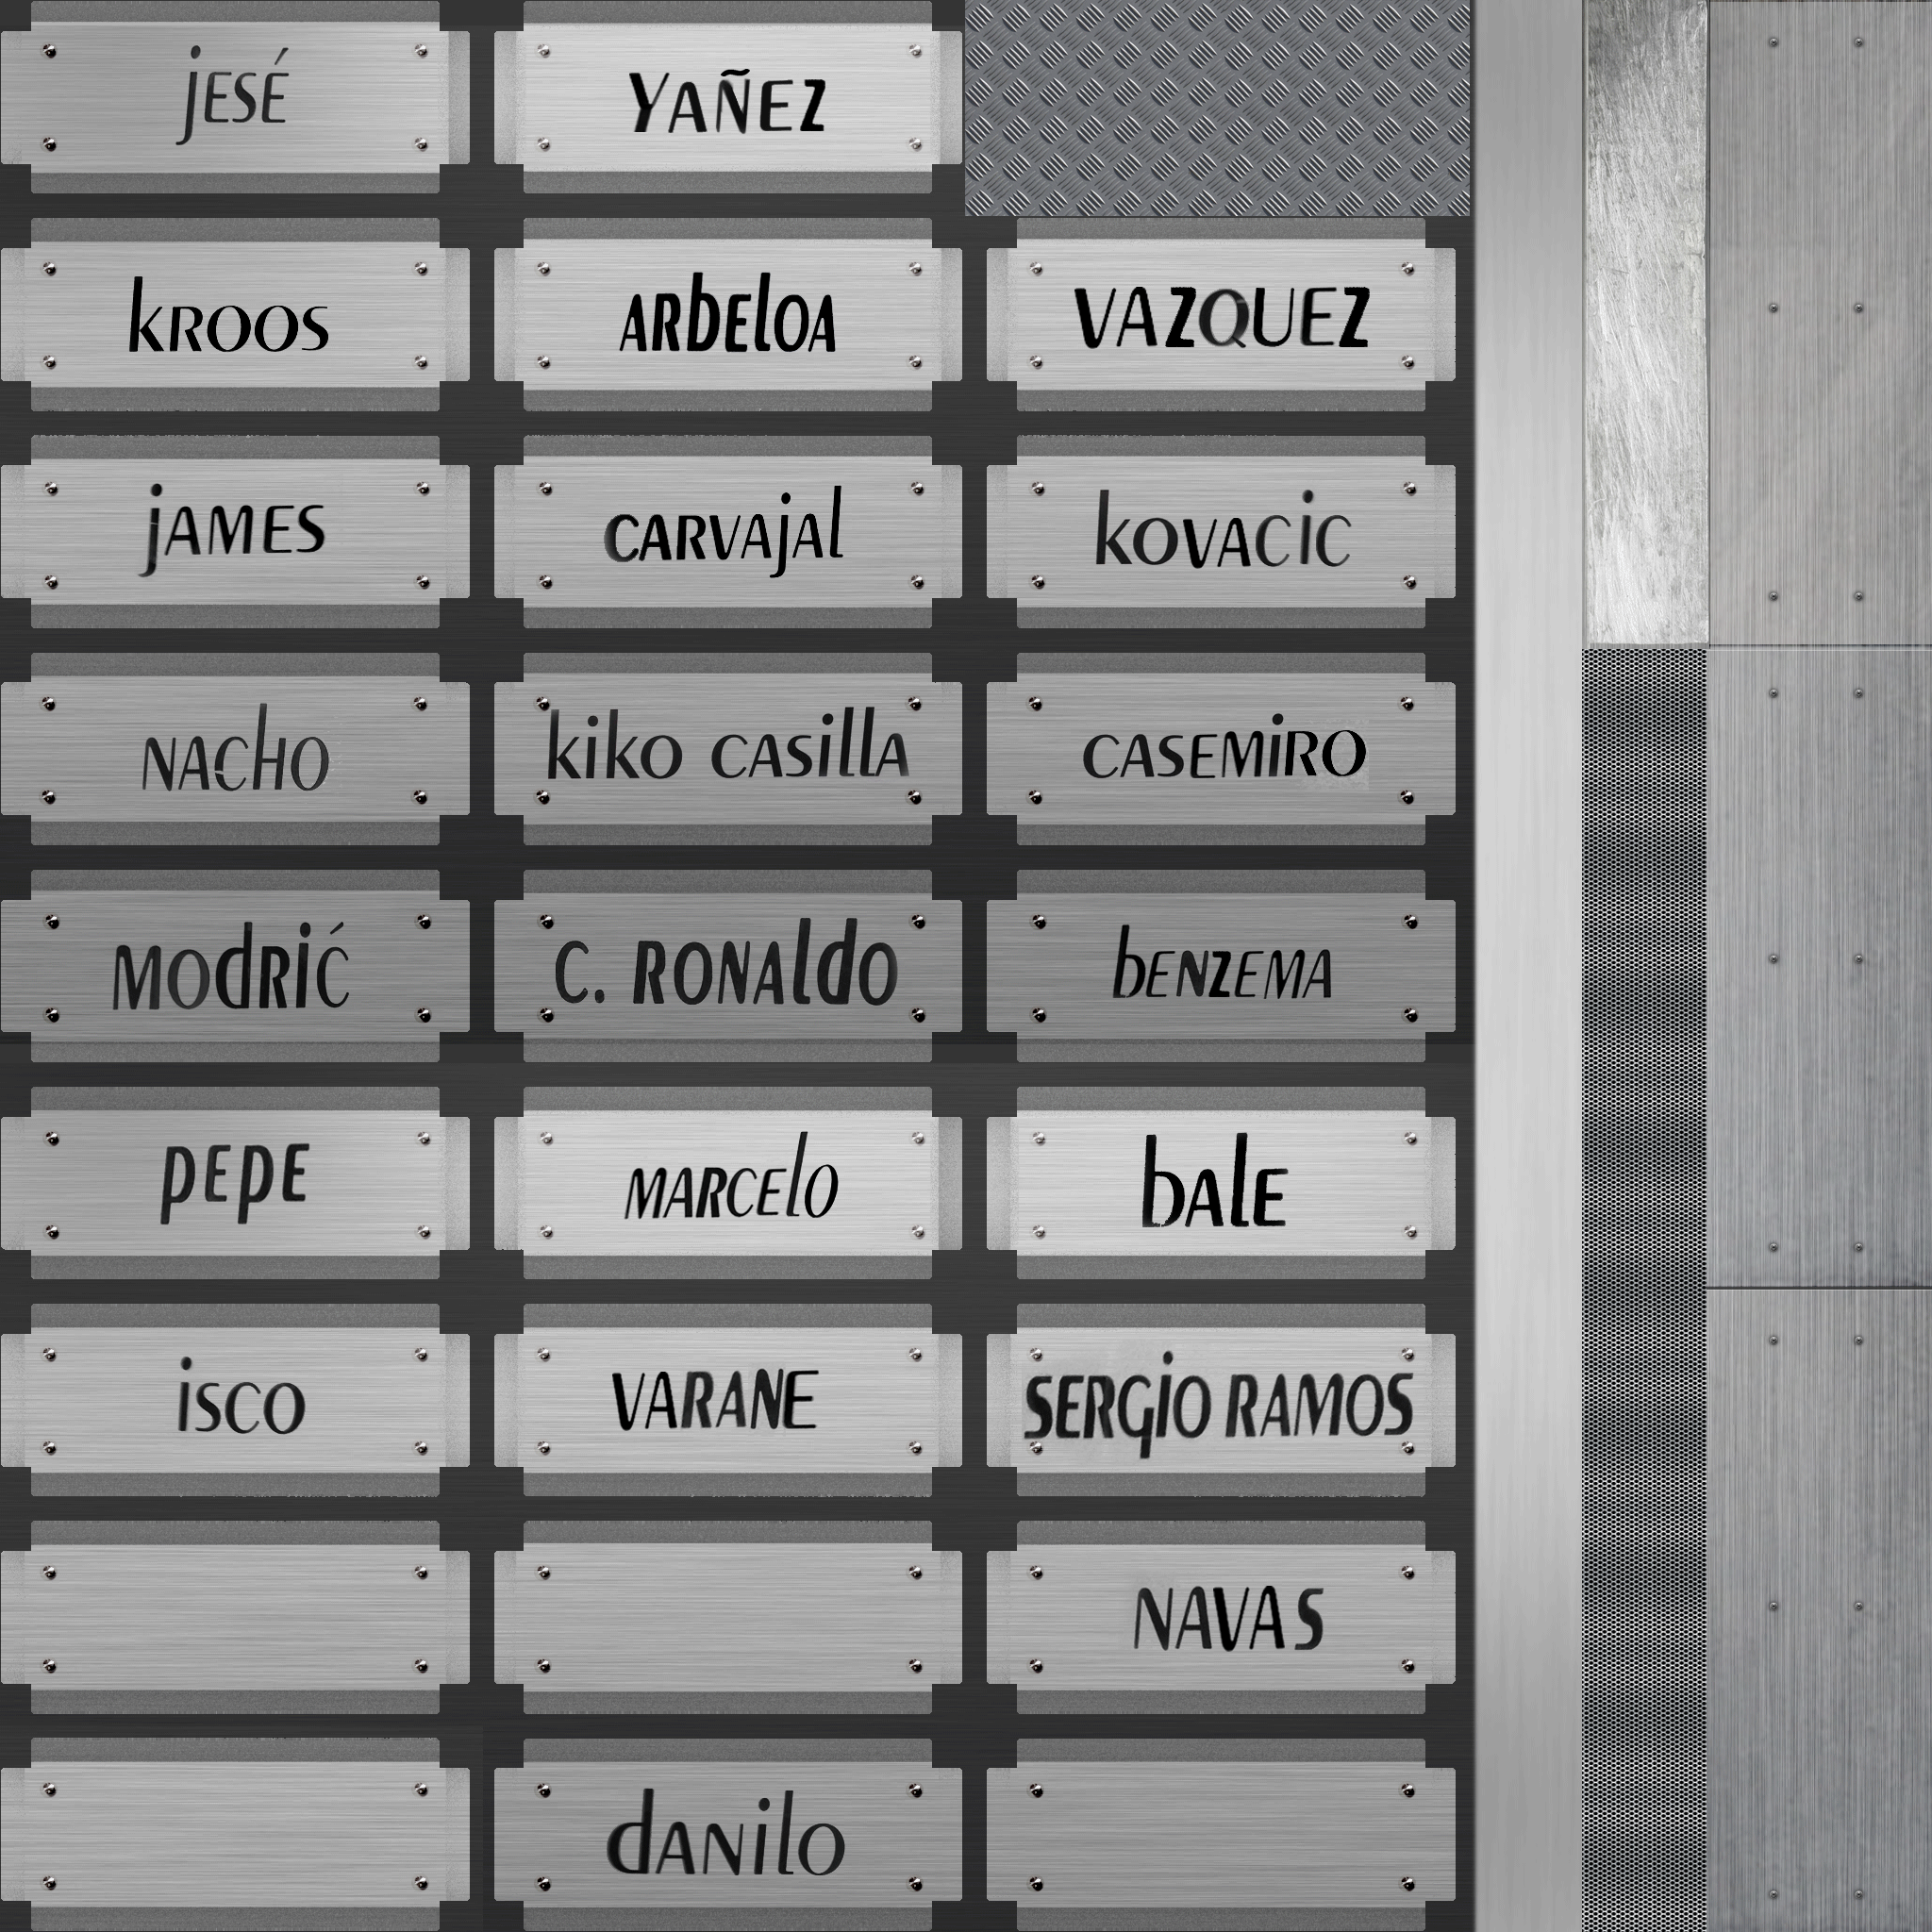 jESÉ
YAÑEZ
kROOS
ARbElOA
VAZQUEZ
jAMES
CARVAjAl
kOVACiC
NACHO
kiko CASillA
CASEMiRO
MOdRiĆ
C. RONAldO
bENZEMA
PEPE
MARCElO
bAlE
iSCO
VARANE
SERGiO RAMOS
NAVAS
dANilO